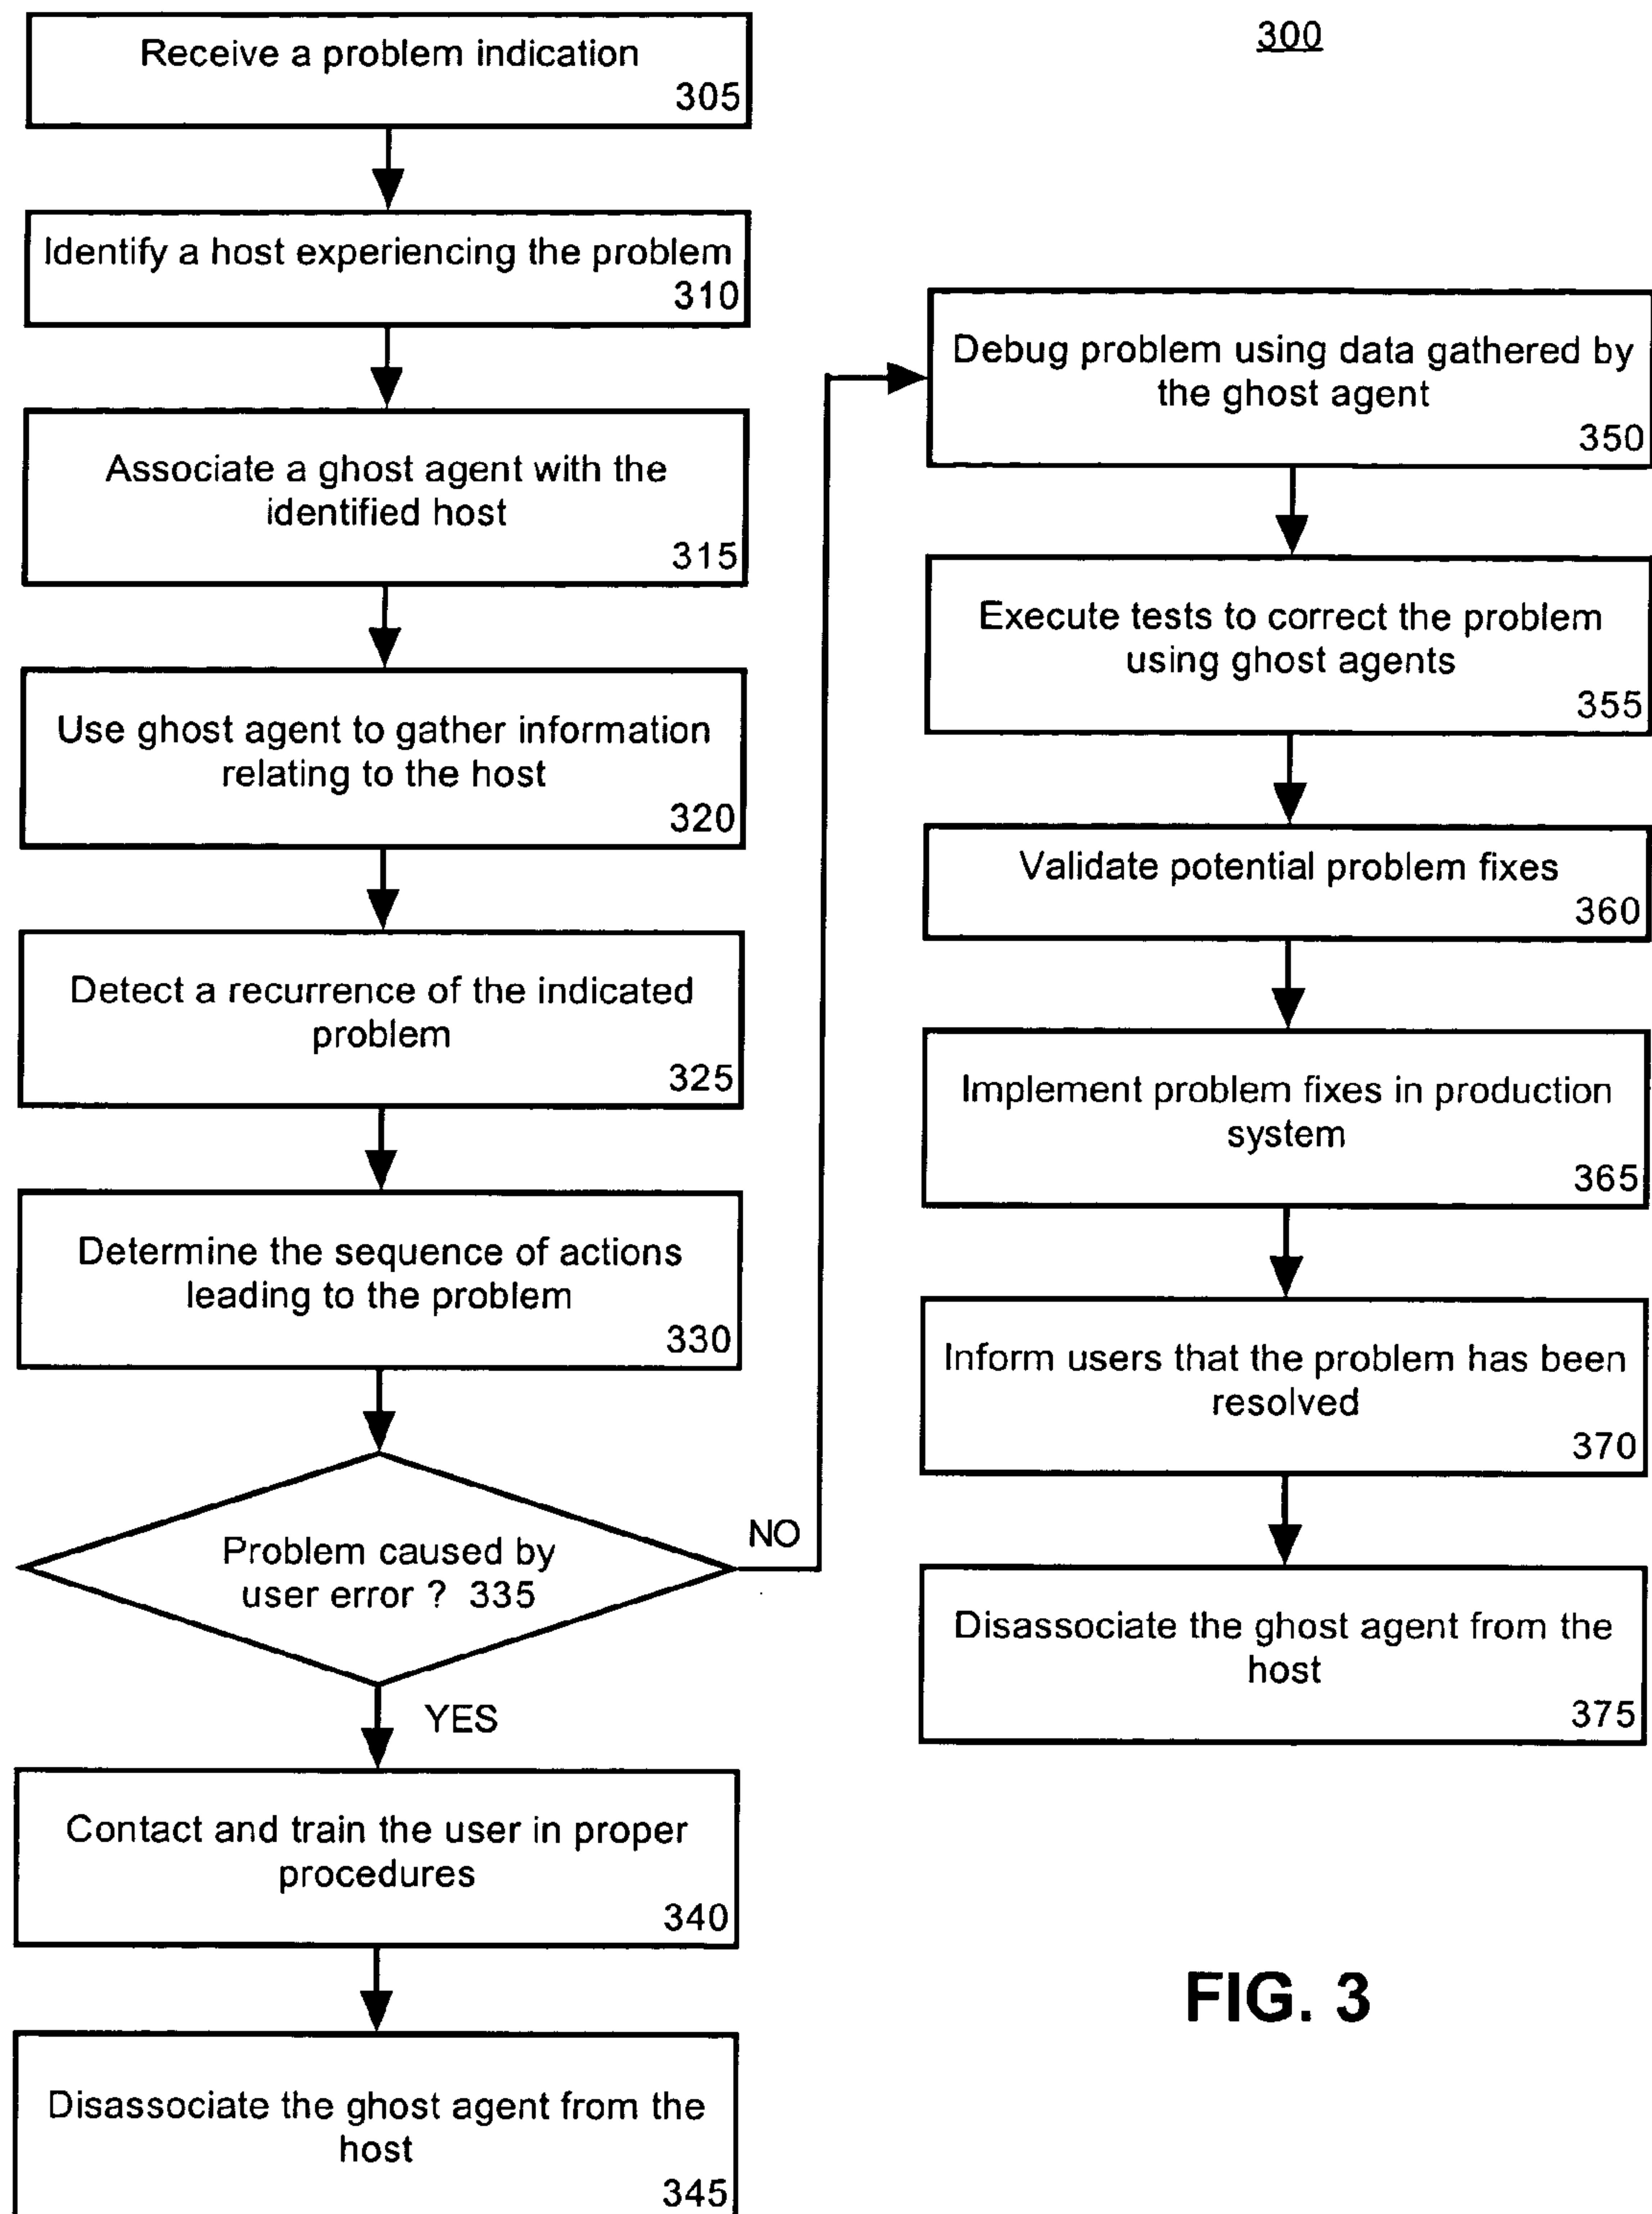 300
Receive a problem indication
305
Identify a host experiencing the problem
310
Associate a ghost agent with the
identified host
315
Use ghost agent to gather information
relating to the host
320
Detect a recurrence of the indicated
problem
325
Determine the sequence of actions
leading to the problem
330
Problem caused by
user error ? 335
NO
YES
Contact and train the user in proper
procedures
340
Disassociate the ghost agent from the
host
345
Debug problem using data gathered by
the ghost agent
350
Execute tests to correct the problem
using ghost agents
355
Validate potential problem fixes
360
Implement problem fixes in production
system
365
Inform users that the problem has been
resolved
370
Disassociate the ghost agent from the
host
375
FIG. 3